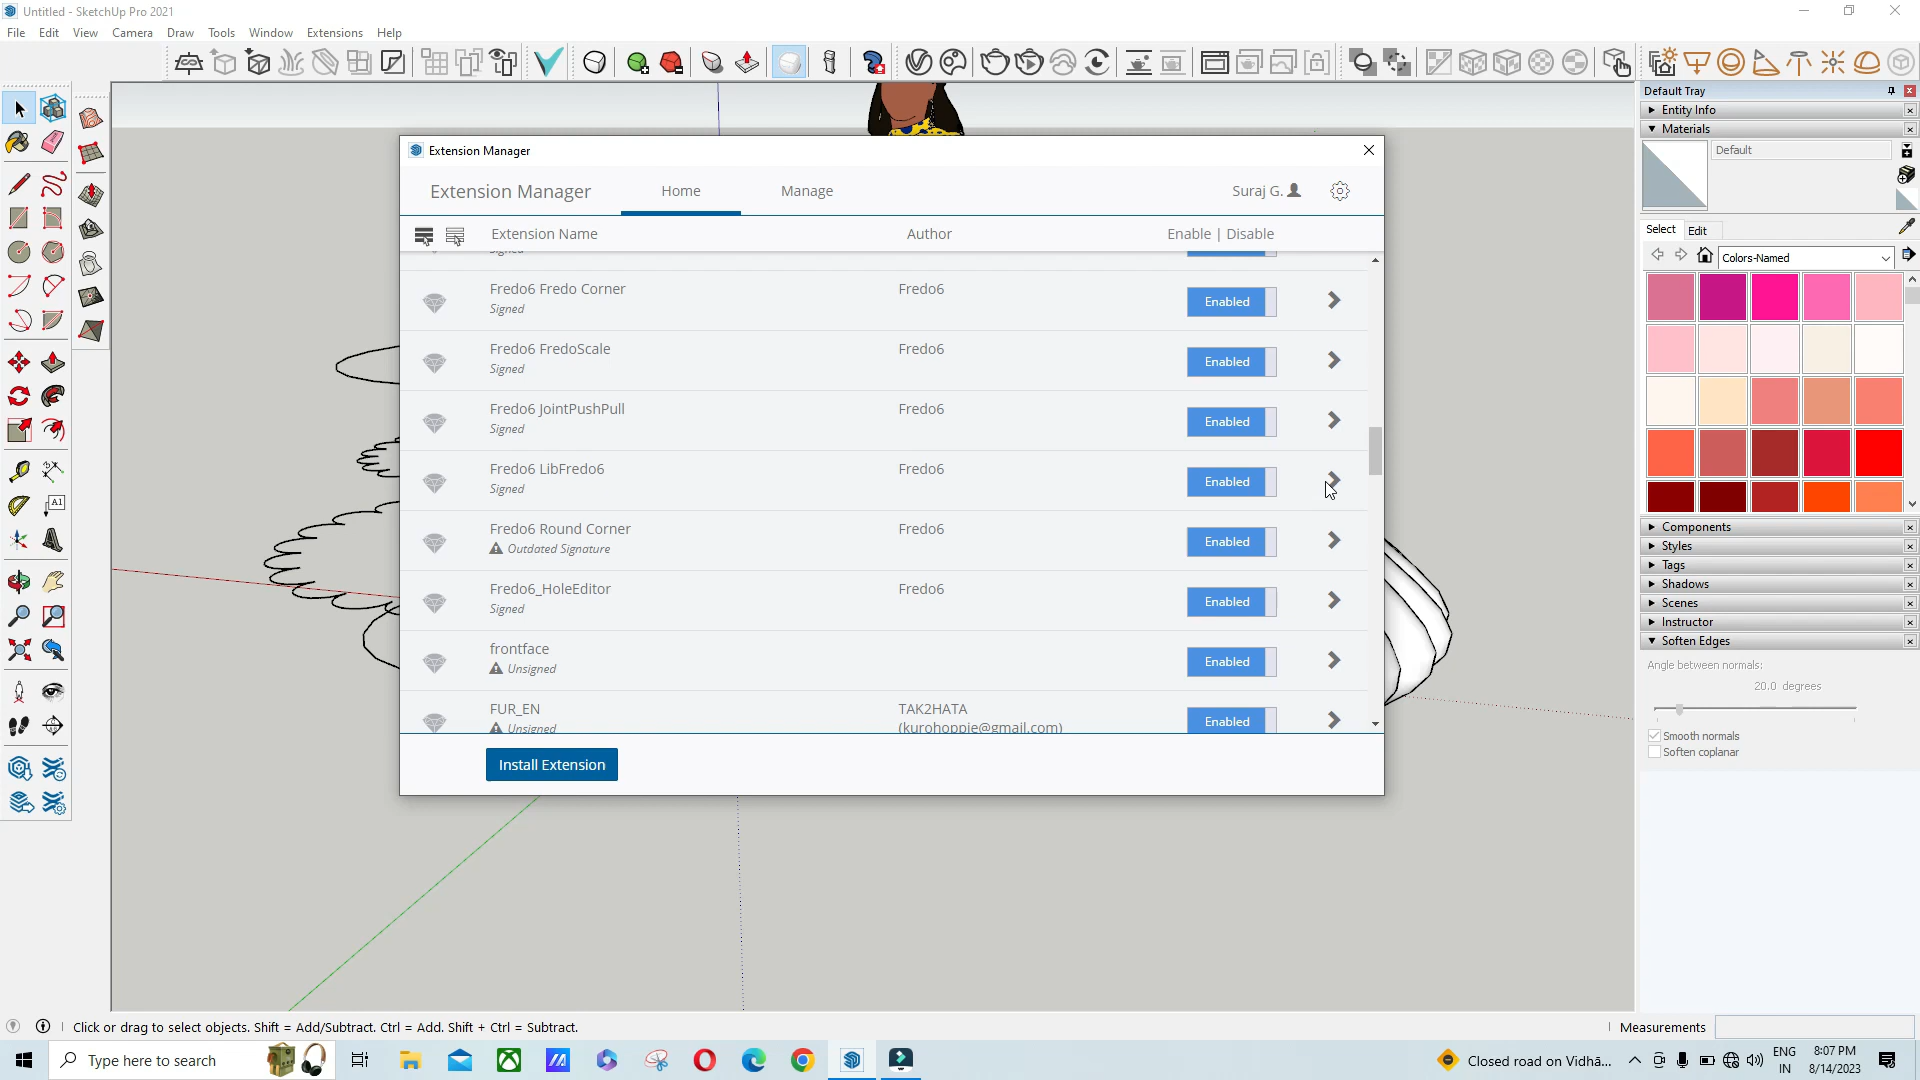 Untitled - SketchUp Pro 2021
File Edit View Camera Draw Tools Window Extensions Help
Default Tray
Entity Info
Materials
Default
Select Edit
Colors-Named
Components
Styles
Tags
Shadows
Scenes
Instructor
Soften Edges
Angle between normals:
20.0 degrees
Smooth normals
Soften coplanar
Extension Manager
Extension Manager Home Manage Suraj G.
Extension Name Author Enable | Disable
Signed
Fredo6 Fredo Corner Fredo6 Enabled
Signed
Fredo6 FredoScale Fredo6 Enabled
Signed
Fredo6 JointPushPull Fredo6 Enabled
Signed
Fredo6 LibFredo6 Fredo6 Enabled
Signed
Fredo6 Round Corner Fredo6 Enabled
Outdated Signature
Fredo6_HoleEditor Fredo6 Enabled
Signed
frontface Enabled
Unsigned
FUR_EN TAK2HATA Enabled
Unsigned (kurohoppie@gmail.com)
Install Extension
A1
Click or drag to select objects. Shift = Add/Subtract. Ctrl = Add. Shift + Ctrl = Subtract.
Measurements
Type here to search
Closed road on Vidhā...
ENG
IN
8:07 PM
8/14/2023